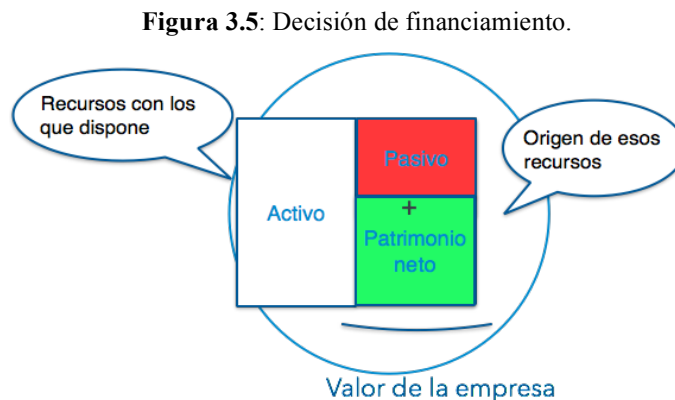 Figura 3.5: Decisión de financiamiento.
Recursos con los
que dispone
Pasivo
Origen de esos
recursos
Activo
+
Patrimonio
neto
Valor de la empresa